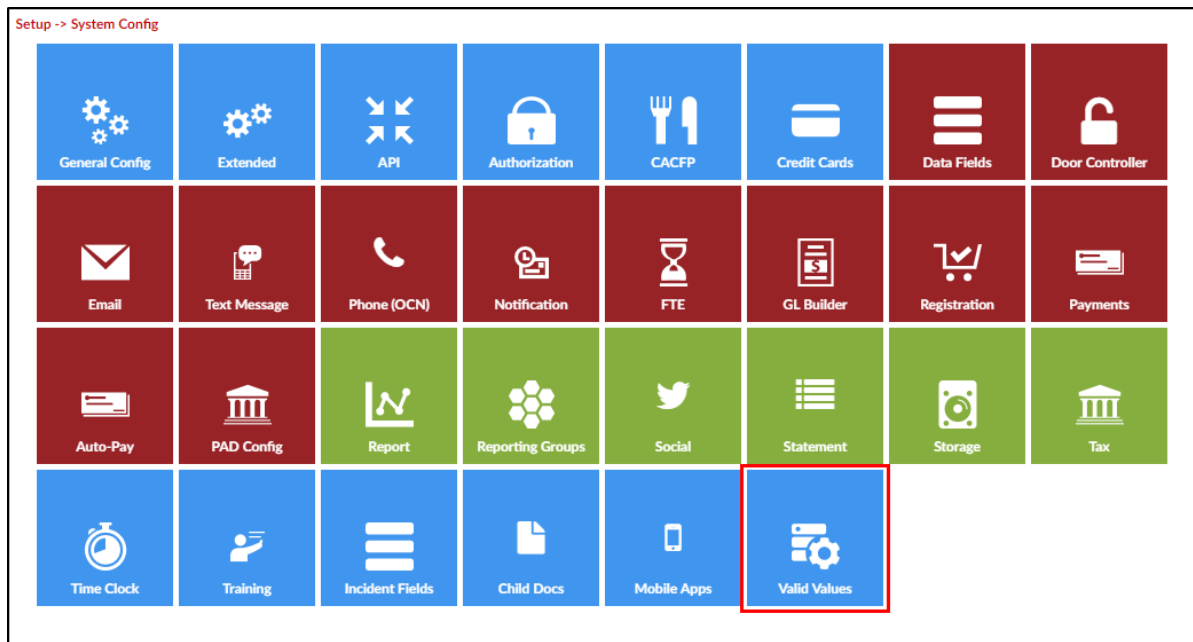 Setup -> System Config
General Config
Extended
API
Authorization
CACFP
Credit Cards
Data Fields
Door Controller
Email
Text Message
Phone (OCN)
Notification
FTE
GL Builder
Registration
Payments
Auto-Pay
PAD Config
Report
Reporting Groups
Social
Statement
Storage
Tax
Time Clock
Training
Incident Fields
Child Docs
Mobile Apps
Valid Values